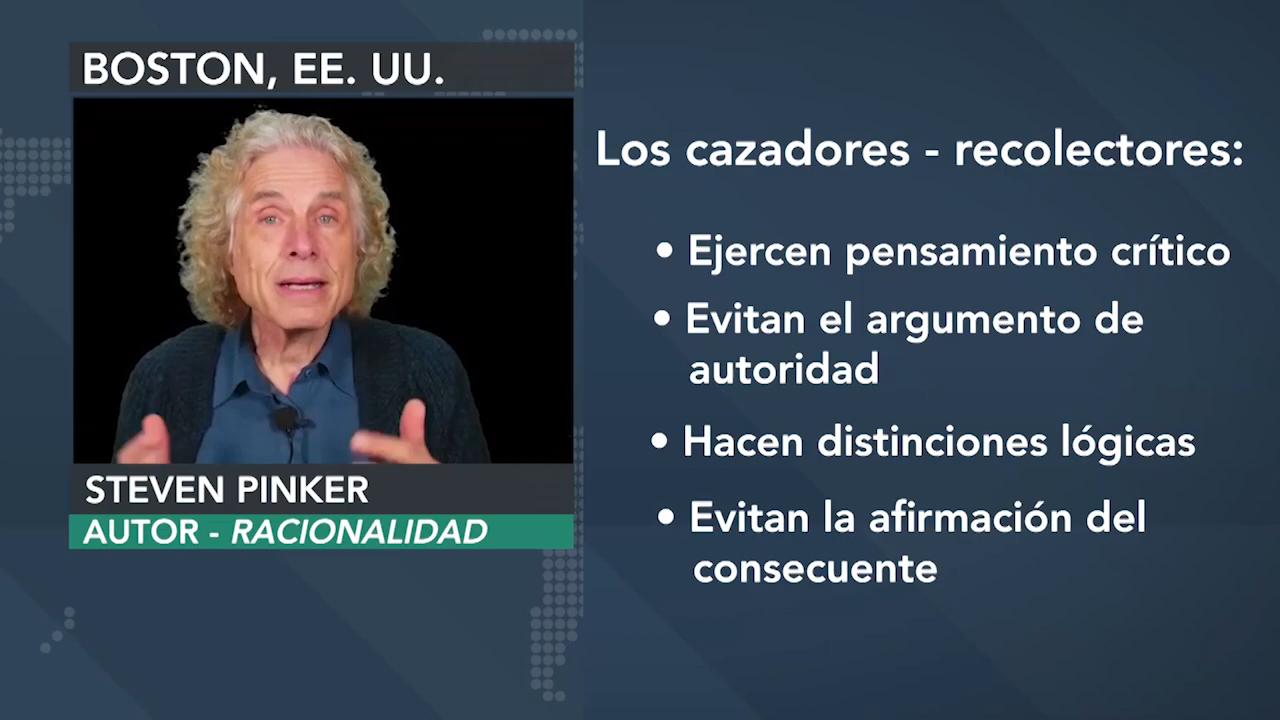 BOSTON, EE. UU.
STEVEN PINKER
AUTOR - RACIONALIDAD
Los cazadores - recolectores:
• Ejercen pensamiento crítico
• Evitan el argumento de
autoridad
• Hacen distinciones lógicas
• Evitan la afirmación del
consecuente